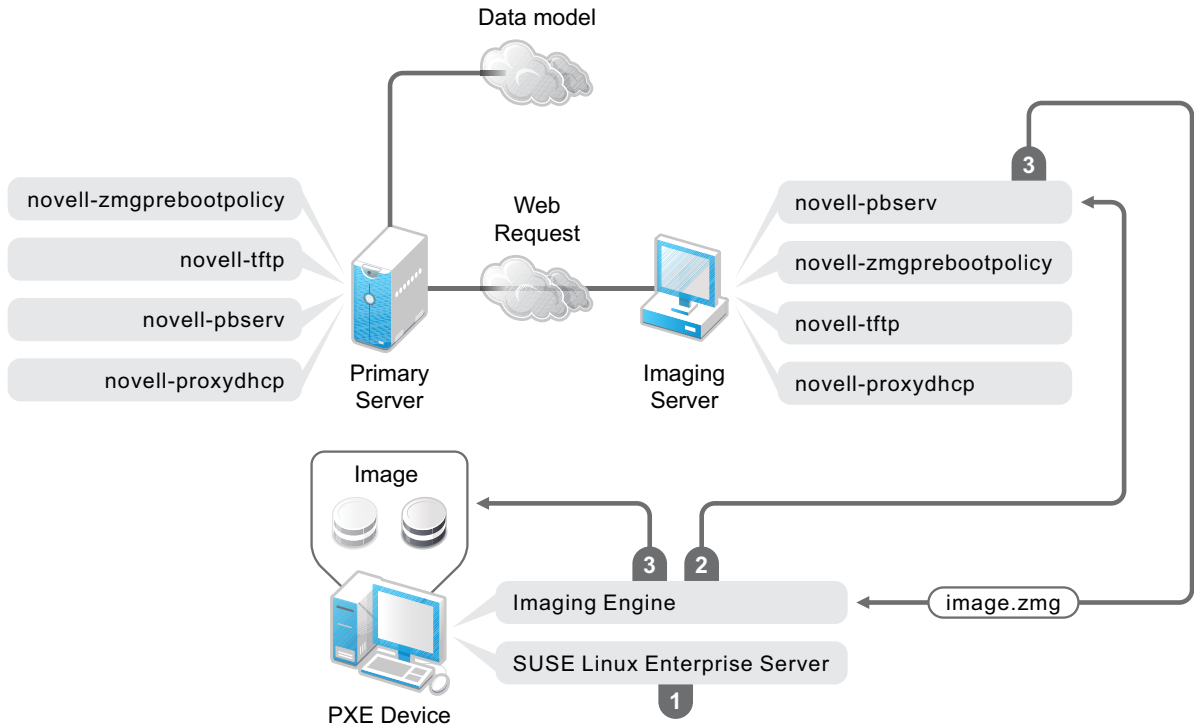 Data model
3
novell-zmgprebootpolicy
novell-tftp
novell-pbserv
novell-proxydhcp
Primary
Server
Web
Request
Imaging
Server
novell-pbserv
novell-zmgprebootpolicy
novell-tftp
novell-proxydhcp
Image
3
2
Imaging Engine
image.zmg
SUSE Linux Enterprise Server
1
PXE Device